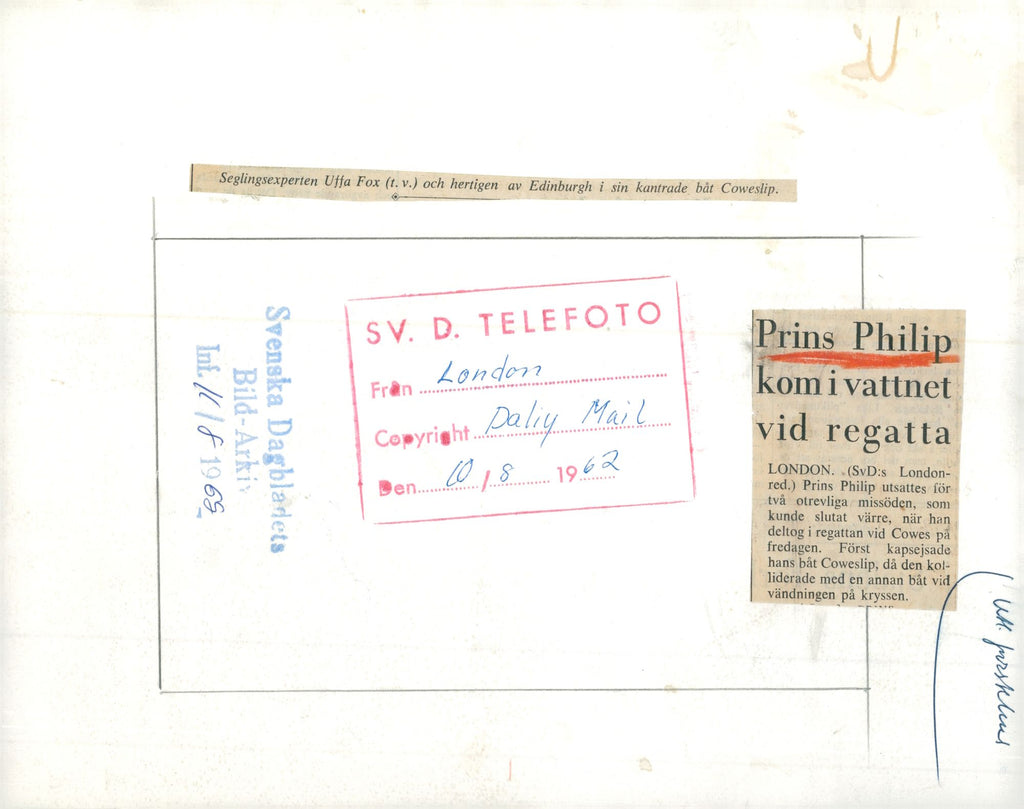 Seglingsexperten Uffa Fox (t. v.) och hertigen av Edinburgh i sin kantrade båt Coweslip.
Svenska Dagbladets
Bild-Arkiv
Inf. 11/8 1962
SV. D. TELEFOTO
Från London
Copyright Daliy Mail
Den 10/8 1962
Prins Philip
kom i vattnet
vid regatta
LONDON. (SvD:s London-
red.) Prins Philip utsattes för
två otrevliga missöden, som
kunde slutat värre, när han
deltog i regattan vid Cowes på
fredagen. Först kapsejsade
hans båt Coweslip, då den kol-
liderade med en annan båt vid
vändningen på kryssen.